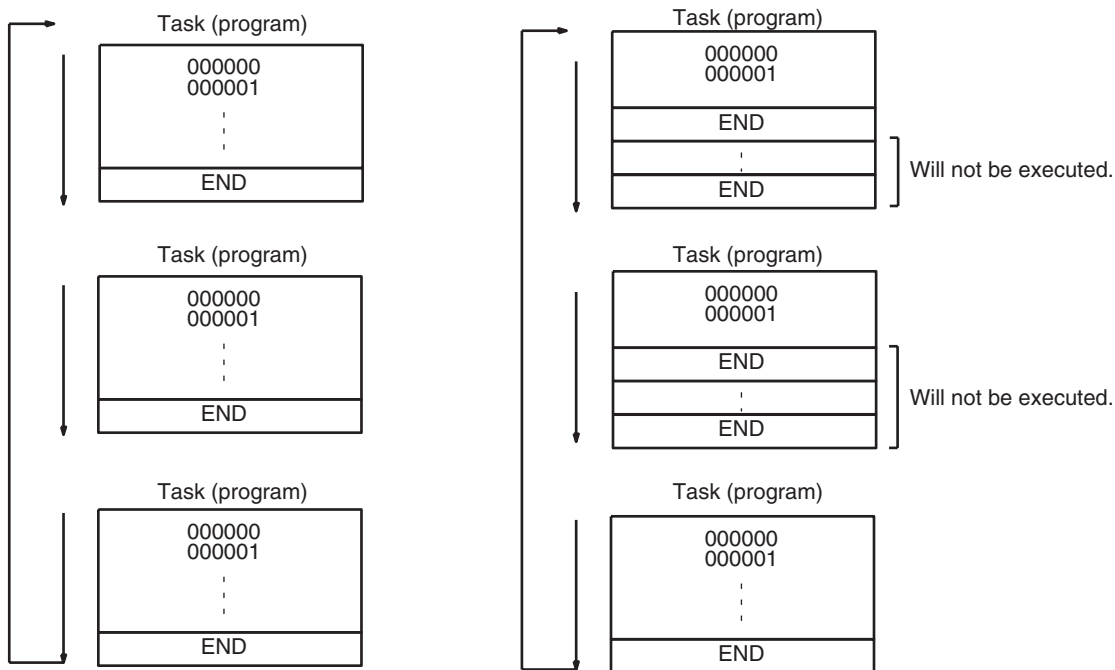 Task (program)
000000
000001
END
Task (program)
000000
000001
END
Task (program)
000000
000001
END
Task (program)
000000
000001
END
END
Will not be executed.
Task (program)
000000
000001
END
END
Will not be executed.
Task (program)
000000
000001
END